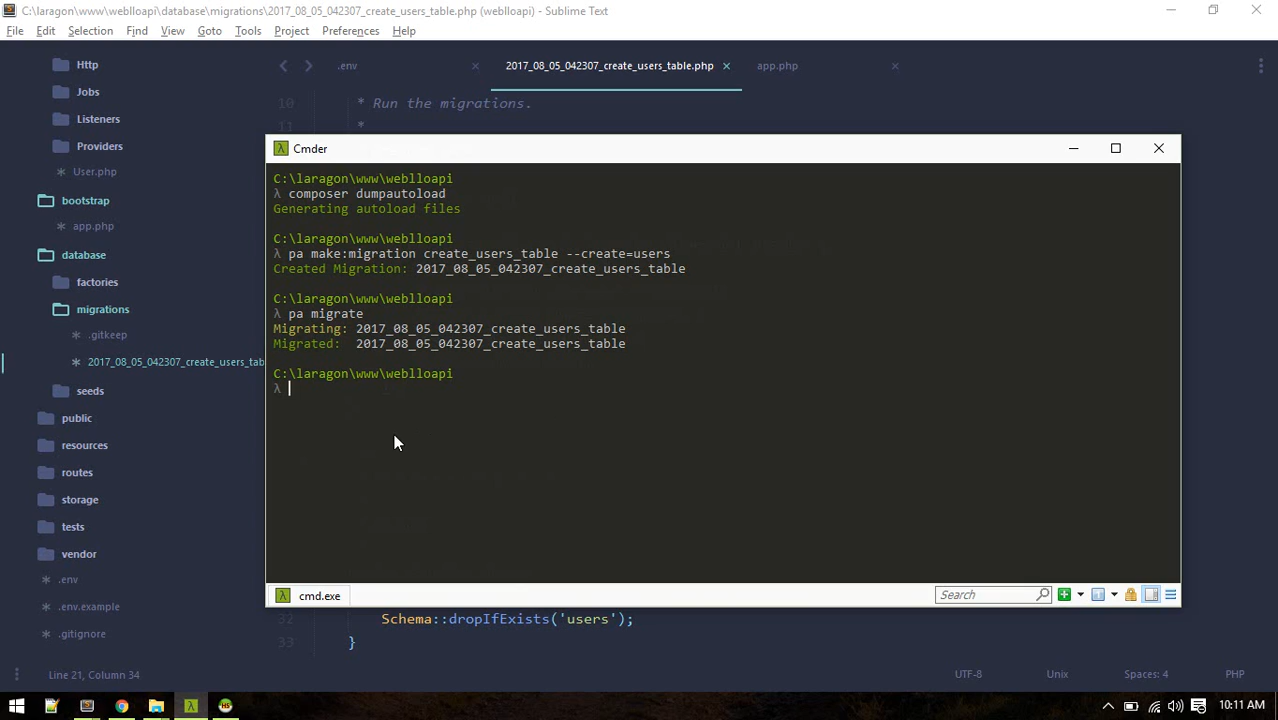 C:\laragon\www\weblloapi\database\migrations\2017_08_05_042307_create_users_table.php (weblloapi) - Sublime Text
File Edit Selection Find View Goto Tools Project Preferences Help
Http
Jobs
Listeners
Providers
User.php
bootstrap
app.php
database
factories
migrations
.gitkeep
2017_08_05_042307_create_users_tab
seeds
public
resources
routes
storage
tests
vendor
.env
.env.example
.gitignore
.env × 2017_08_05_042307_create_users_table.php × app.php ×
10 * Run the migrations.
11 *
Cmder
C:\laragon\www\weblloapi
λ composer dumpautoload
Generating autoload files
C:\laragon\www\weblloapi
λ pa make:migration create_users_table --create=users
Created Migration: 2017_08_05_042307_create_users_table
C:\laragon\www\weblloapi
λ pa migrate
Migrating: 2017_08_05_042307_create_users_table
Migrated: 2017_08_05_042307_create_users_table
C:\laragon\www\weblloapi
λ
cmd.exe
Search
32 Schema::dropIfExists('users');
33 }
Line 21, Column 34
UTF-8 Unix Spaces: 4 PHP
10:11 AM